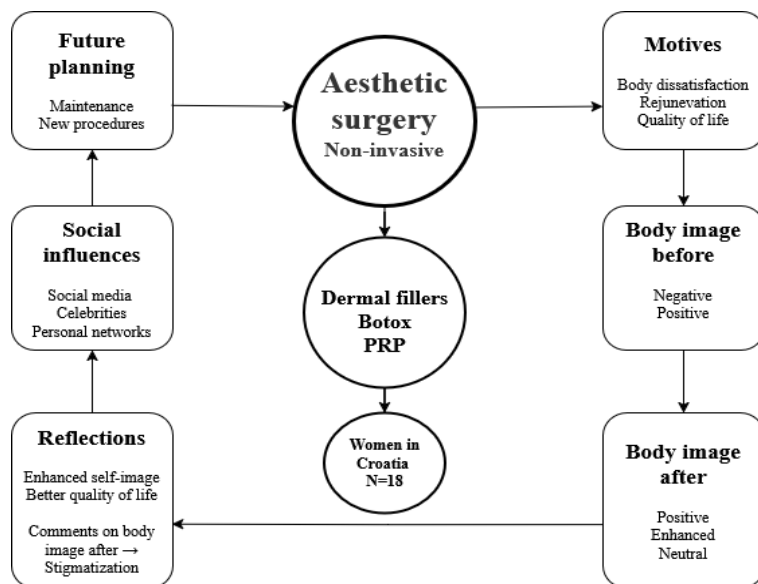 Future
planning
Maintenance
New procedures
Aesthetic
surgery
Non-invasive
Motives
Body dissatisfaction
Rejunevation
Quality of life
Social
influences
Social media
Celebrities
Personal networks
Dermal fillers
Botox
PRP
Body image
before
Negative
Positive
Reflections
Enhanced self-image
Better quality of life
Comments on body
image after →
Stigmatization
Women in
Croatia
N=18
Body image
after
Positive
Enhanced
Neutral